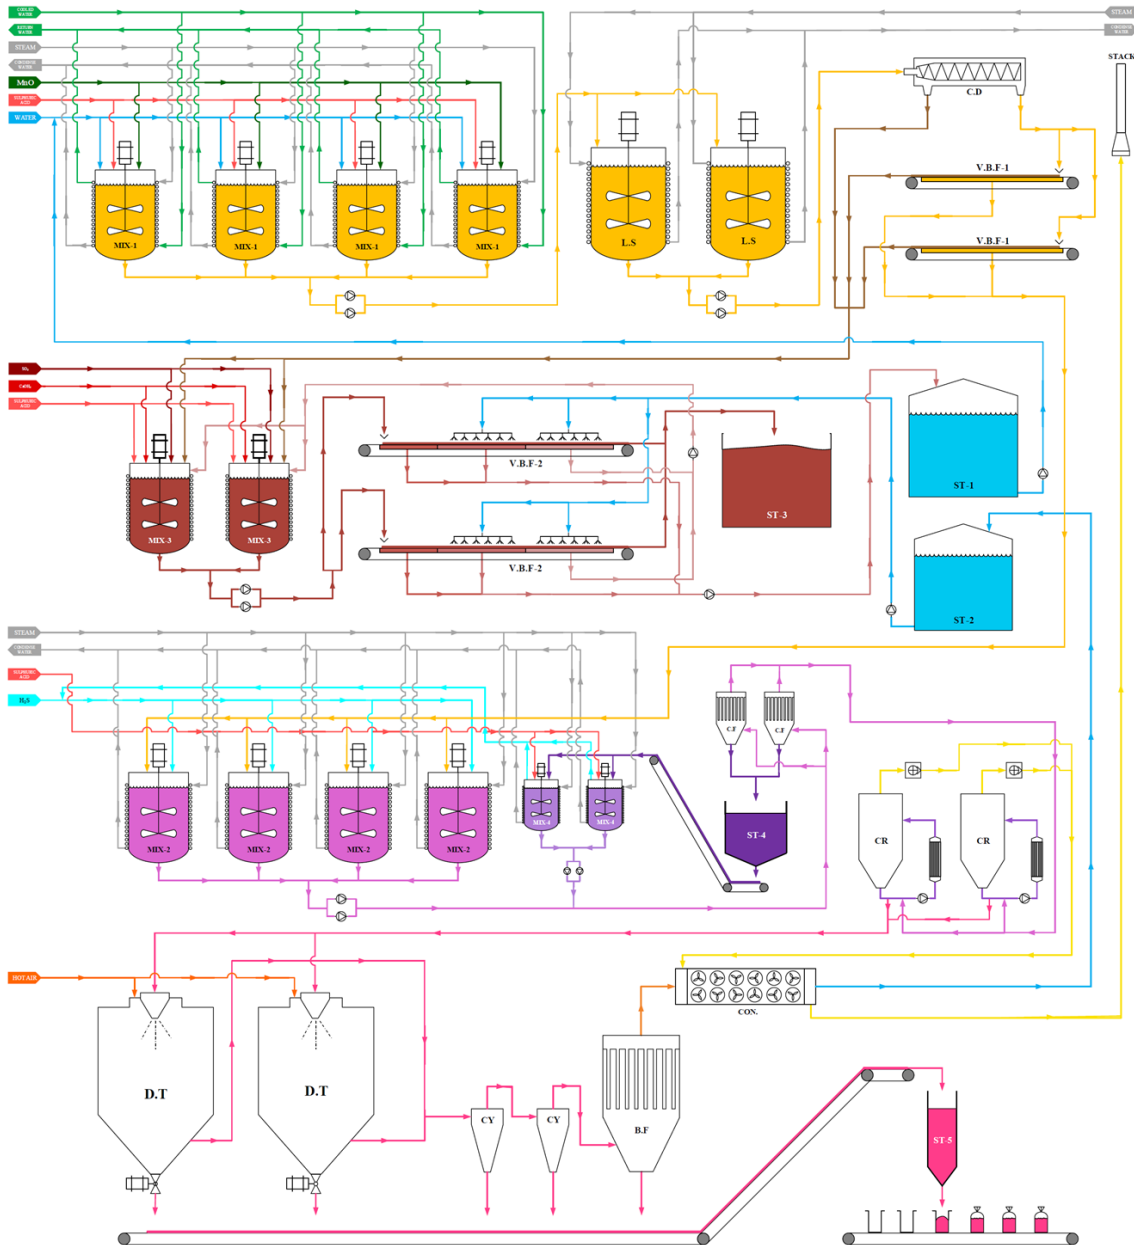 COOLED
WATER
RETURN
WATER
STEAM
CONDENSE
WATER
MnO
SULPHURIC
ACID
WATER
STEAM
CONDENSE
WATER
STACK
C.D
V.B.F-1
V.B.F-1
MIX-1
MIX-1
MIX-1
MIX-1
L.S
L.S
SULPHURIC
ACID
V.B.F-2
V.B.F-2
MIX-3
MIX-3
ST-3
ST-1
ST-2
STEAM
CONDENSE
WATER
SULPHURIC
ACID
H₂S
C.F
C.F
MIX-2
MIX-2
MIX-2
MIX-2
MIX-4
MIX-4
ST-4
CR
CR
HOT AIR
CON.
D.T
D.T
CY
CY
B.F
ST-5